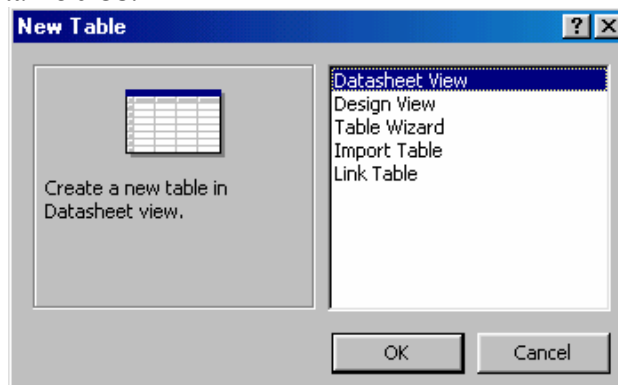 New Table
Datasheet View
Design View
Table Wizard
Import Table
Link Table
Create a new table in
Datasheet view.
OK
Cancel